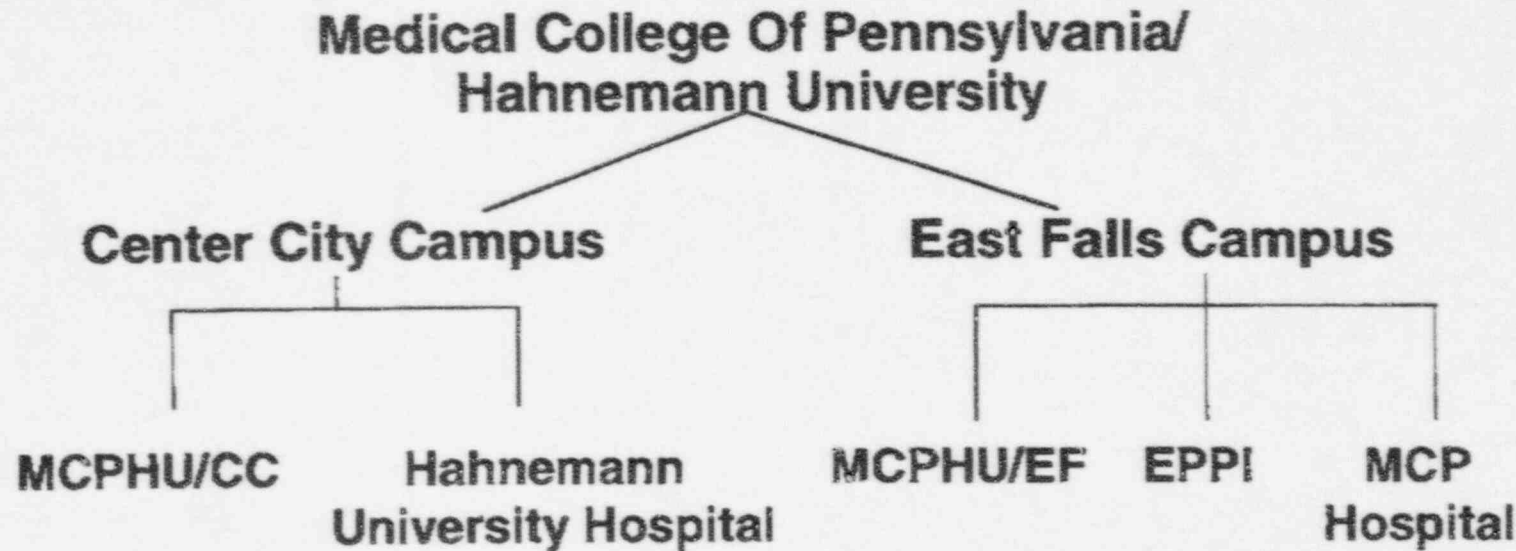 Medical College Of Pennsylvania/
Hahnemann University
Center City Campus
East Falls Campus
MCPHU/CC
Hahnemann
University Hospital
MCPHU/EF
EPPI
MCP
Hospital